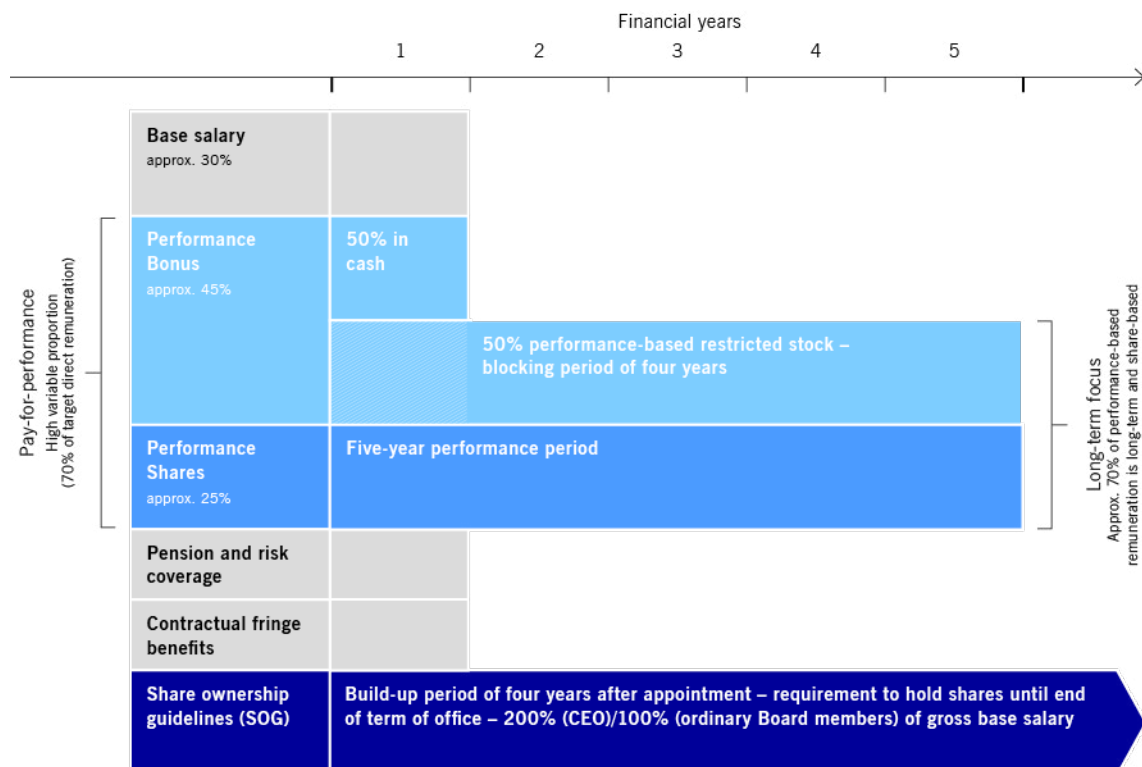 Financial years
1
2
3
4
5
Base salary
approx. 30%
Pay-for-performance
High variable proportion
(70% of target direct remuneration)
Performance
Bonus
approx. 45%
50% in
cash
50% performance-based restricted stock –
blocking period of four years
Performance
Shares
approx. 25%
Five-year performance period
Long-term focus
Approx. 70% of performance-based
remuneration is long-term and share-based
Pension and risk
coverage
Contractual fringe
benefits
Share ownership
guidelines (SOG)
Build-up period of four years after appointment – requirement to hold shares until end
of term of office – 200% (CEO)/100% (ordinary Board members) of gross base salary